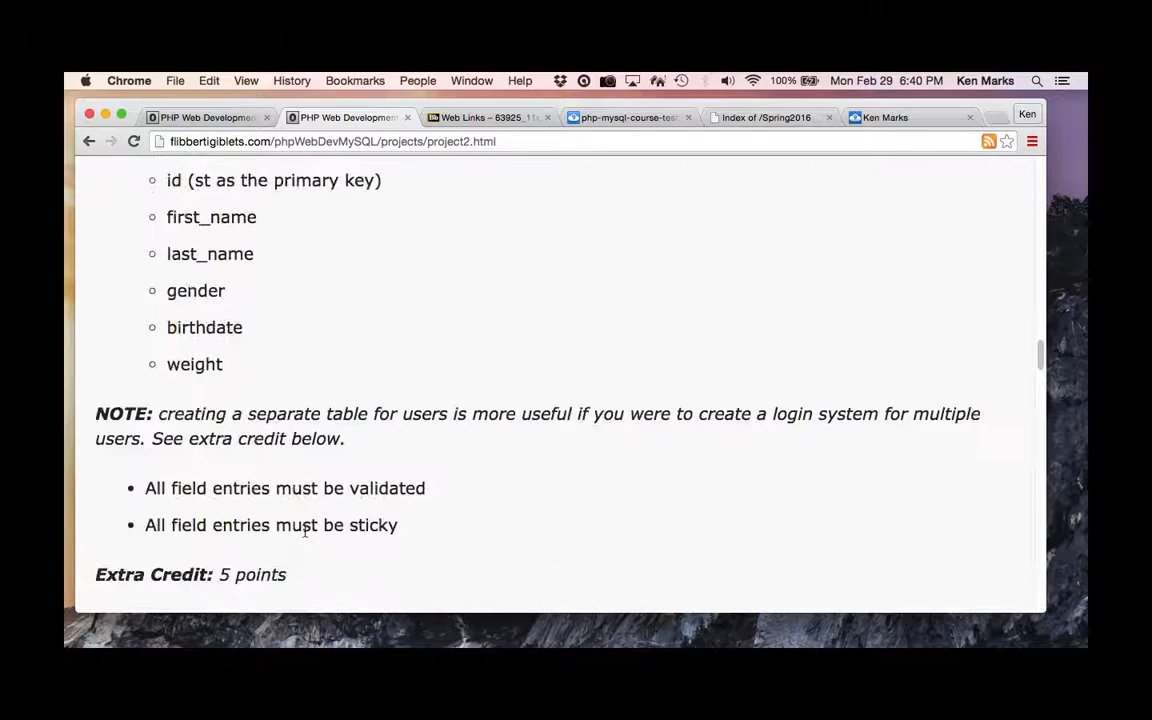 Chrome File Edit View History Bookmarks People Window Help 100% Mon Feb 29 6:40 PM Ken Marks
PHP Web Development PHP Web Development Web Links – 63925_11 php-mysql-course-test Index of /Spring2016 Ken Marks Ken
flibbertigiblets.com/phpWebDevMySQL/projects/project2.html
id (st as the primary key)
first_name
last_name
gender
birthdate
weight
NOTE: creating a separate table for users is more useful if you were to create a login system for multiple
users. See extra credit below.
• All field entries must be validated
• All field entries must be sticky
Extra Credit: 5 points